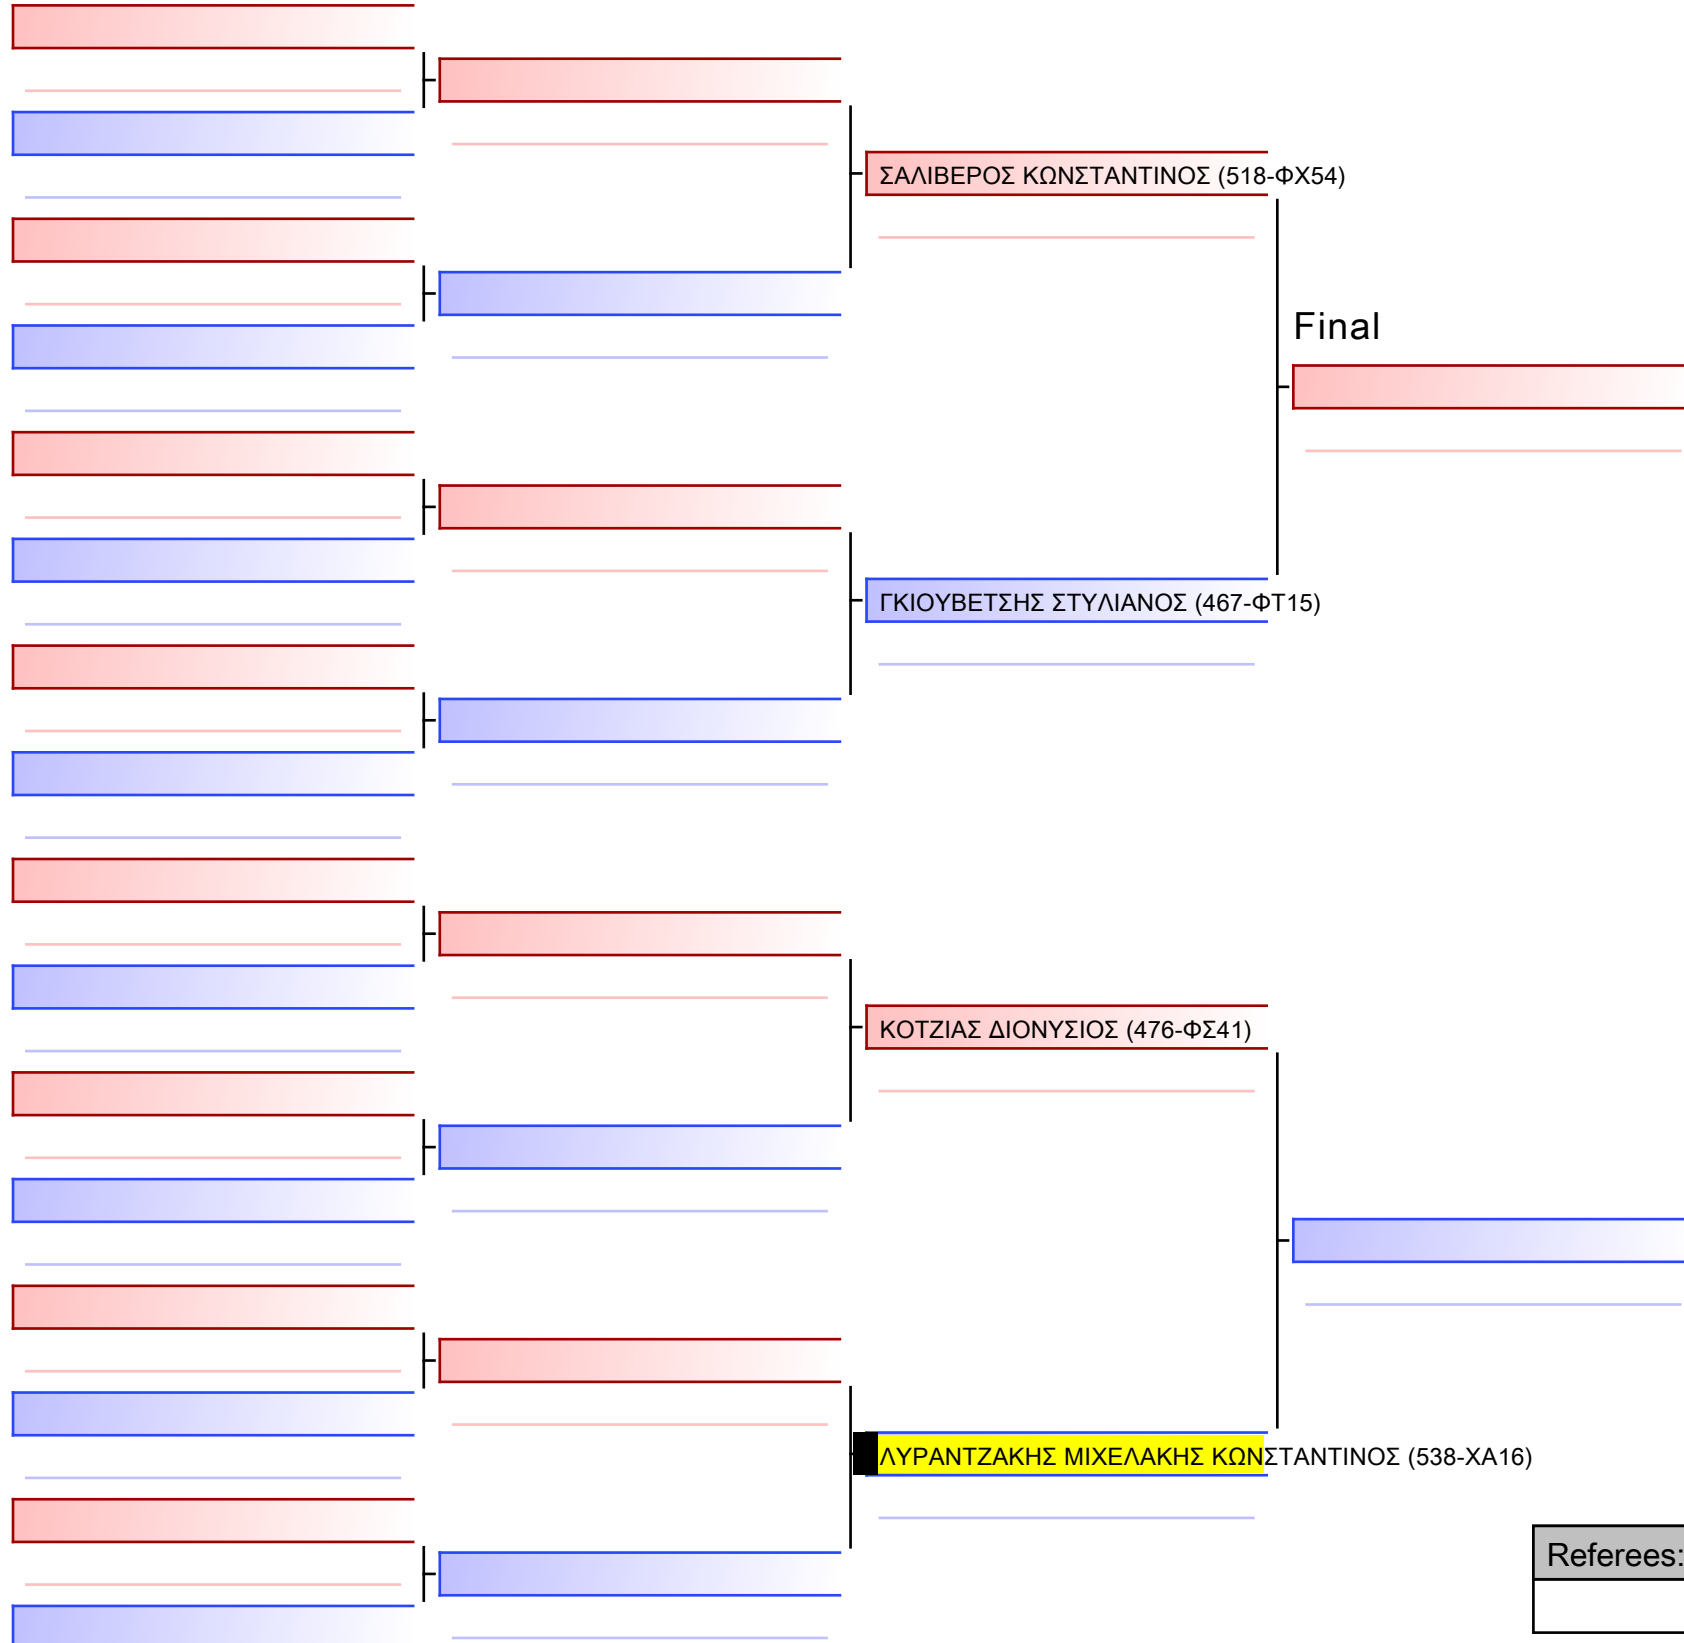 ΣΑΛΙΒΕΡΟΣ ΚΩΝΣΤΑΝΤΙΝΟΣ (518-ΦΧ54)
Final
ΓΚΙΟΥΒΕΤΣΗΣ ΣΤΥΛΙΑΝΟΣ (467-ΦΤ15)
ΚΟΤΖΙΑΣ ΔΙΟΝΥΣΙΟΣ (476-ΦΣ41)
ΛΥΡΑΝΤΖΑΚΗΣ ΜΙΧΕΛΑΚΗΣ ΚΩΝΣΤΑΝΤΙΝΟΣ (538-ΧΑ16)
Referees: